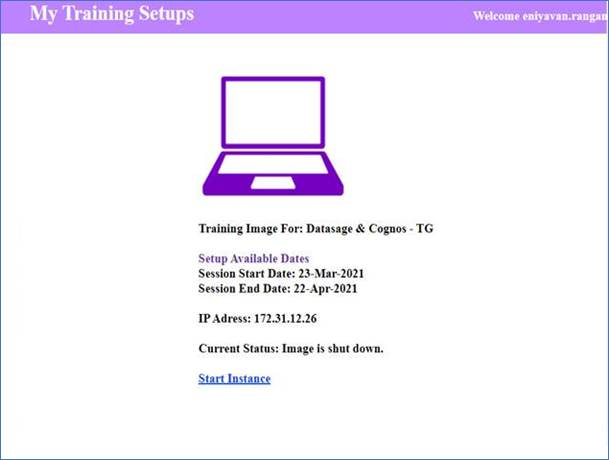 My Training Setups
Welcome eniyavan.rangan
Training Image For: Datasage & Cognos - TG
Setup Available Dates
Session Start Date: 23-Mar-2021
Session End Date: 22-Apr-2021
IP Adress: 172.31.12.26
Current Status: Image is shut down.
Start Instance